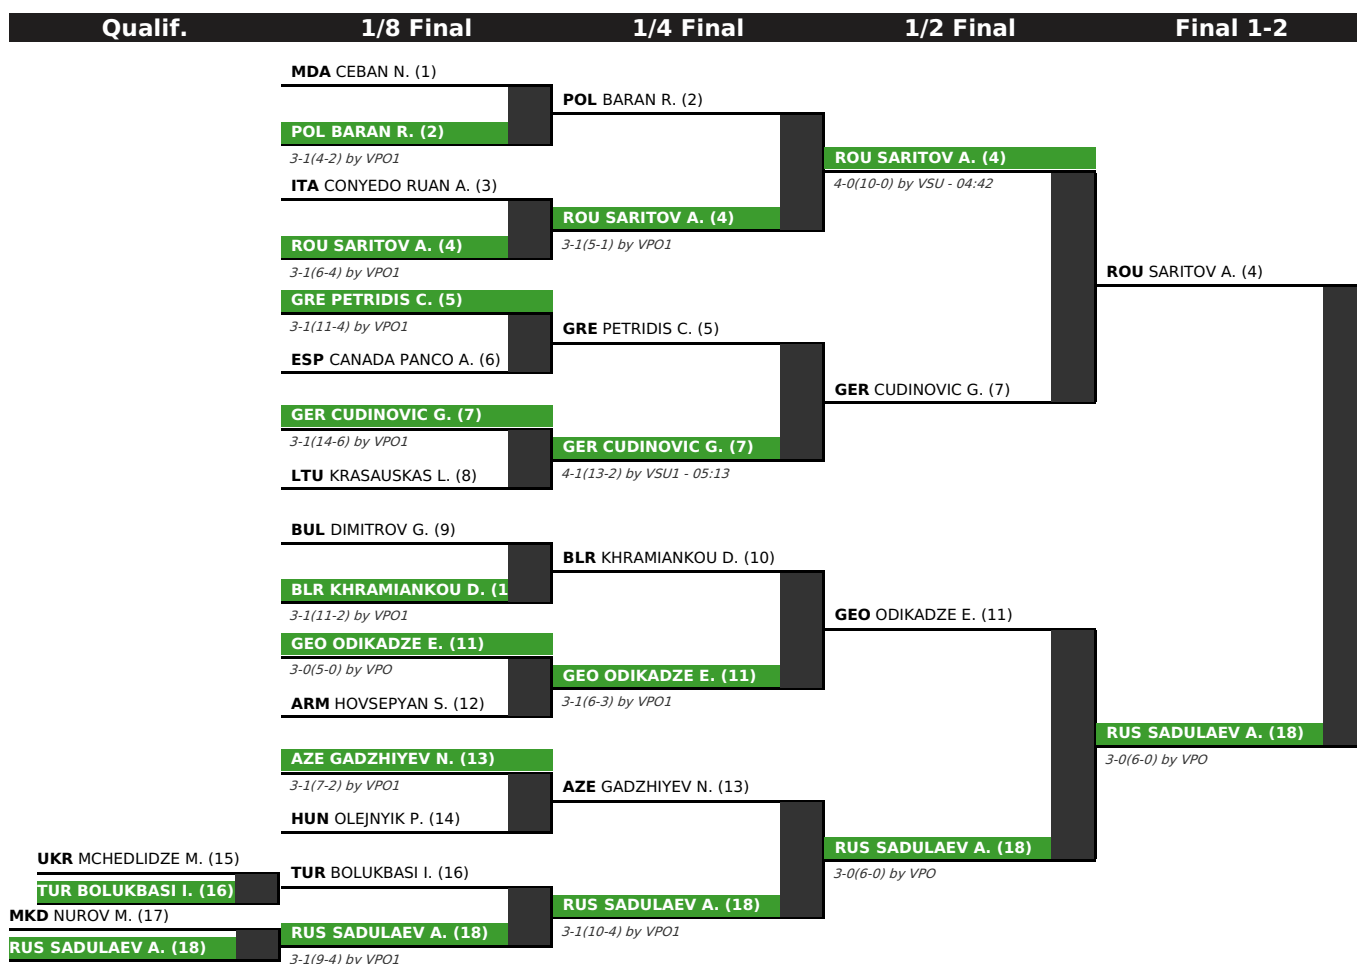 Qualif. 1/8 Final 1/4 Final 1/2 Final Final 1-2
MDA CEBAN N. (1)
POL BARAN R. (2)
3-1(4-2) by VPO1
ITA CONYEDO RUAN A. (3)
ROU SARITOV A. (4)
3-1(6-4) by VPO1
GRE PETRIDIS C. (5)
3-1(11-4) by VPO1
ESP CANADA PANCO A. (6)
GER CUDINOVIC G. (7)
3-1(14-6) by VPO1
LTU KRASAUSKAS L. (8)
BUL DIMITROV G. (9)
BLR KHRAMIANKOU D. (1
3-1(11-2) by VPO1
GEO ODIKADZE E. (11)
3-0(5-0) by VPO
ARM HOVSEPYAN S. (12)
AZE GADZHIYEV N. (13)
3-1(7-2) by VPO1
HUN OLEJNYIK P. (14)
UKR MCHEDLIDZE M. (15)
TUR BOLUKBASI I. (16)
MKD NUROV M. (17)
RUS SADULAEV A. (18)
TUR BOLUKBASI I. (16)
RUS SADULAEV A. (18)
3-1(9-4) by VPO1
POL BARAN R. (2)
ROU SARITOV A. (4)
3-1(5-1) by VPO1
GRE PETRIDIS C. (5)
GER CUDINOVIC G. (7)
4-1(13-2) by VSU1 - 05:13
BLR KHRAMIANKOU D. (10)
GEO ODIKADZE E. (11)
3-1(6-3) by VPO1
AZE GADZHIYEV N. (13)
RUS SADULAEV A. (18)
3-1(10-4) by VPO1
ROU SARITOV A. (4)
4-0(10-0) by VSU - 04:42
GER CUDINOVIC G. (7)
GEO ODIKADZE E. (11)
RUS SADULAEV A. (18)
3-0(6-0) by VPO
ROU SARITOV A. (4)
RUS SADULAEV A. (18)
3-0(6-0) by VPO